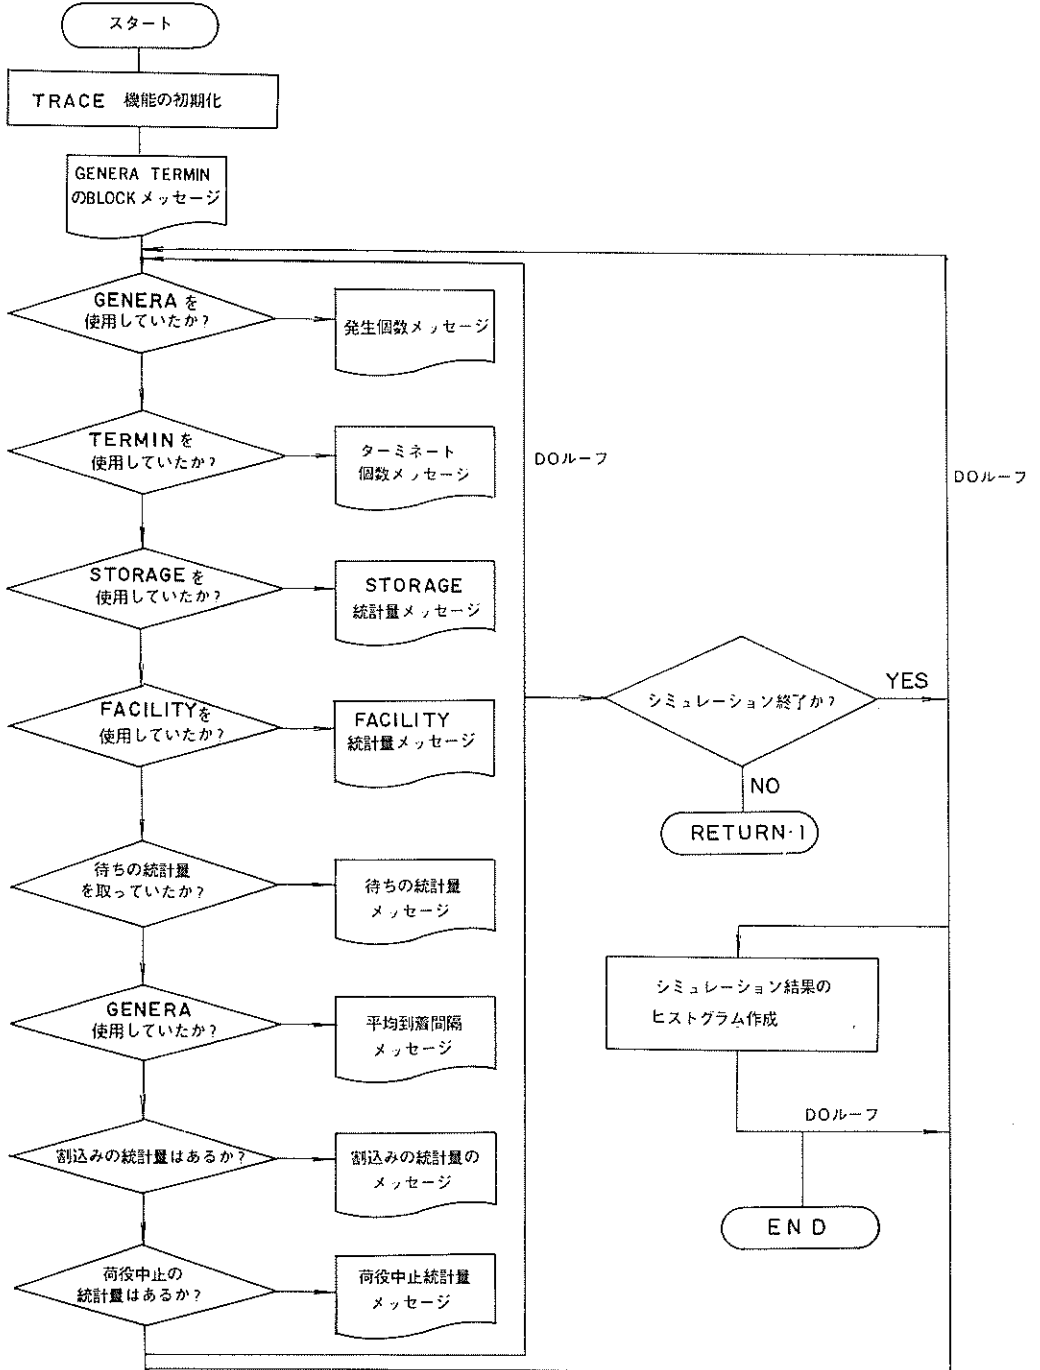 スタート
TRACE 機能の初期化
GENERA TERMIN
のBLOCKメッセージ
GENERAを
使用していたか?
発生個数メッセージ
TERMINを
使用していたか?
ターミネート
個数メッセージ
DOループ
DOループ
STORAGEを
使用していたか?
STORAGE
統計量メッセージ
FACILITYを
使用していたか?
FACILITY
統計量メッセージ
シミュレーション終了か?
YES
NO
RETURN・1
待ちの統計量
を取っていたか?
待ちの統計量
メッセージ
GENERA
使用していたか?
平均到着間隔
メッセージ
シミュレーション結果の
ヒストグラム作成
DOループ
割込みの統計量はあるか?
割込みの統計量の
メッセージ
END
荷役中止の
統計量はあるか?
荷役中止統計量
メッセージ